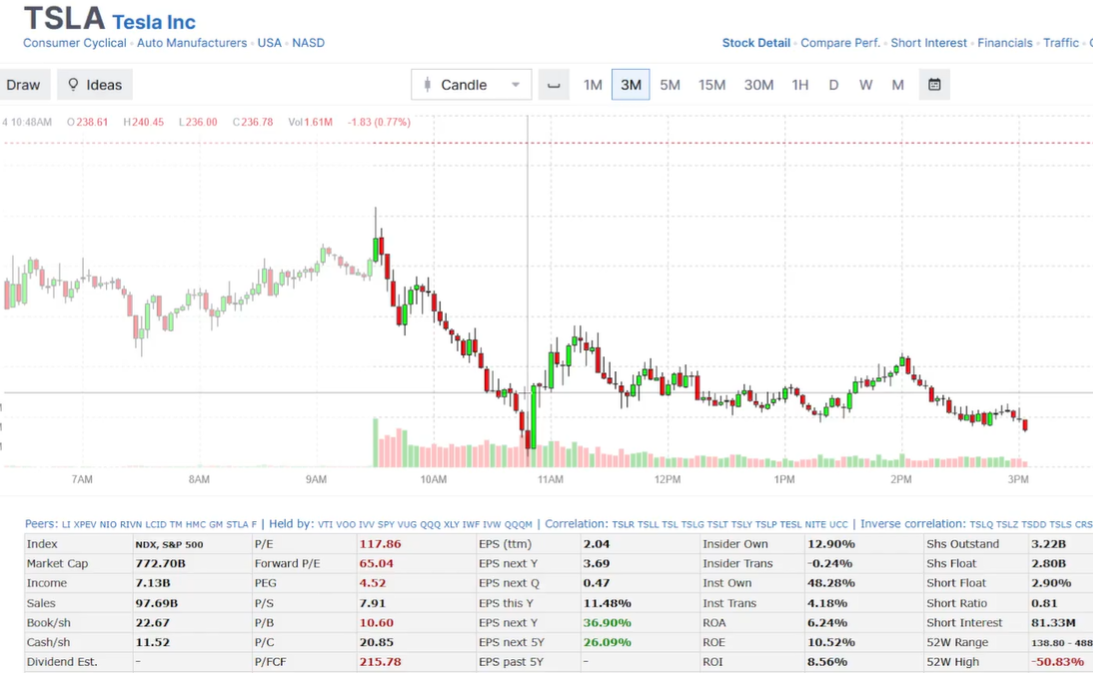 TSLA Tesla Inc
Consumer Cyclical · Auto Manufacturers · USA · NASD
Stock Detail · Compare Perf. · Short Interest · Financials · Traffic ·
Draw Ideas Candle 1M 3M 5M 15M 30M 1H D W M
4 10:48AM O238.61 H240.45 L236.00 C236.78 Vol1.61M -1.83 (0.77%)
7AM 8AM 9AM 10AM 11AM 12PM 1PM 2PM 3PM
Peers: LI XPEV NIO RIVN LCID TM HMC GM STLA F | Held by: VTI VOO IVV SPY VUG QQQ XLY IWF IVW QQQM | Correlation: TSLR TSLL TSL TSLG TSLT TSLY TSLP TESL NITE UCC | Inverse correlation: TSLQ TSLZ TSDD TSLS CRS
Index NDX, S&P 500 P/E 117.86 EPS (ttm) 2.04 Insider Own 12.90% Shs Outstand 3.22B
Market Cap 772.70B Forward P/E 65.04 EPS next Y 3.69 Insider Trans -0.24% Shs Float 2.80B
Income 7.13B PEG 4.52 EPS next Q 0.47 Inst Own 48.28% Short Float 2.90%
Sales 97.69B P/S 7.91 EPS this Y 11.48% Inst Trans 4.18% Short Ratio 0.81
Book/sh 22.67 P/B 10.60 EPS next Y 36.90% ROA 6.24% Short Interest 81.33M
Cash/sh 11.52 P/C 20.85 EPS next 5Y 26.09% ROE 10.52% 52W Range 138.80 - 488
Dividend Est. - P/FCF 215.78 EPS past 5Y - ROI 8.56% 52W High -50.83%